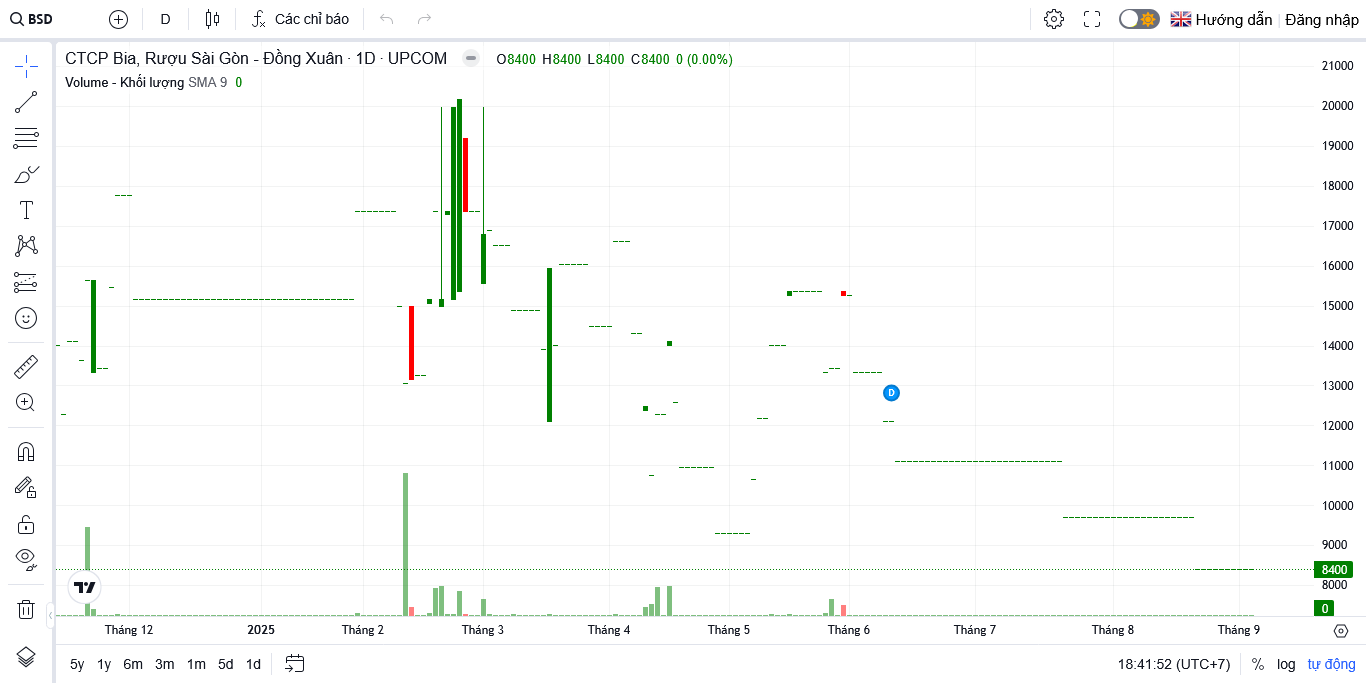 BSD D Các chỉ báo Hướng dẫn Đăng nhập
CTCP Bia, Rượu Sài Gòn - Đồng Xuân · 1D · UPCOM O8400 H8400 L8400 C8400 0 (0.00%)
Volume - Khối lượng SMA 9 0
21000
20000
19000
18000
17000
16000
15000
14000
13000
D
12000
11000
10000
9000
8400
8000
0
Tháng 12 2025 Tháng 2 Tháng 3 Tháng 4 Tháng 5 Tháng 6 Tháng 7 Tháng 8 Tháng 9
5y 1y 6m 3m 1m 5d 1d 18:41:52 (UTC+7) % log tự động